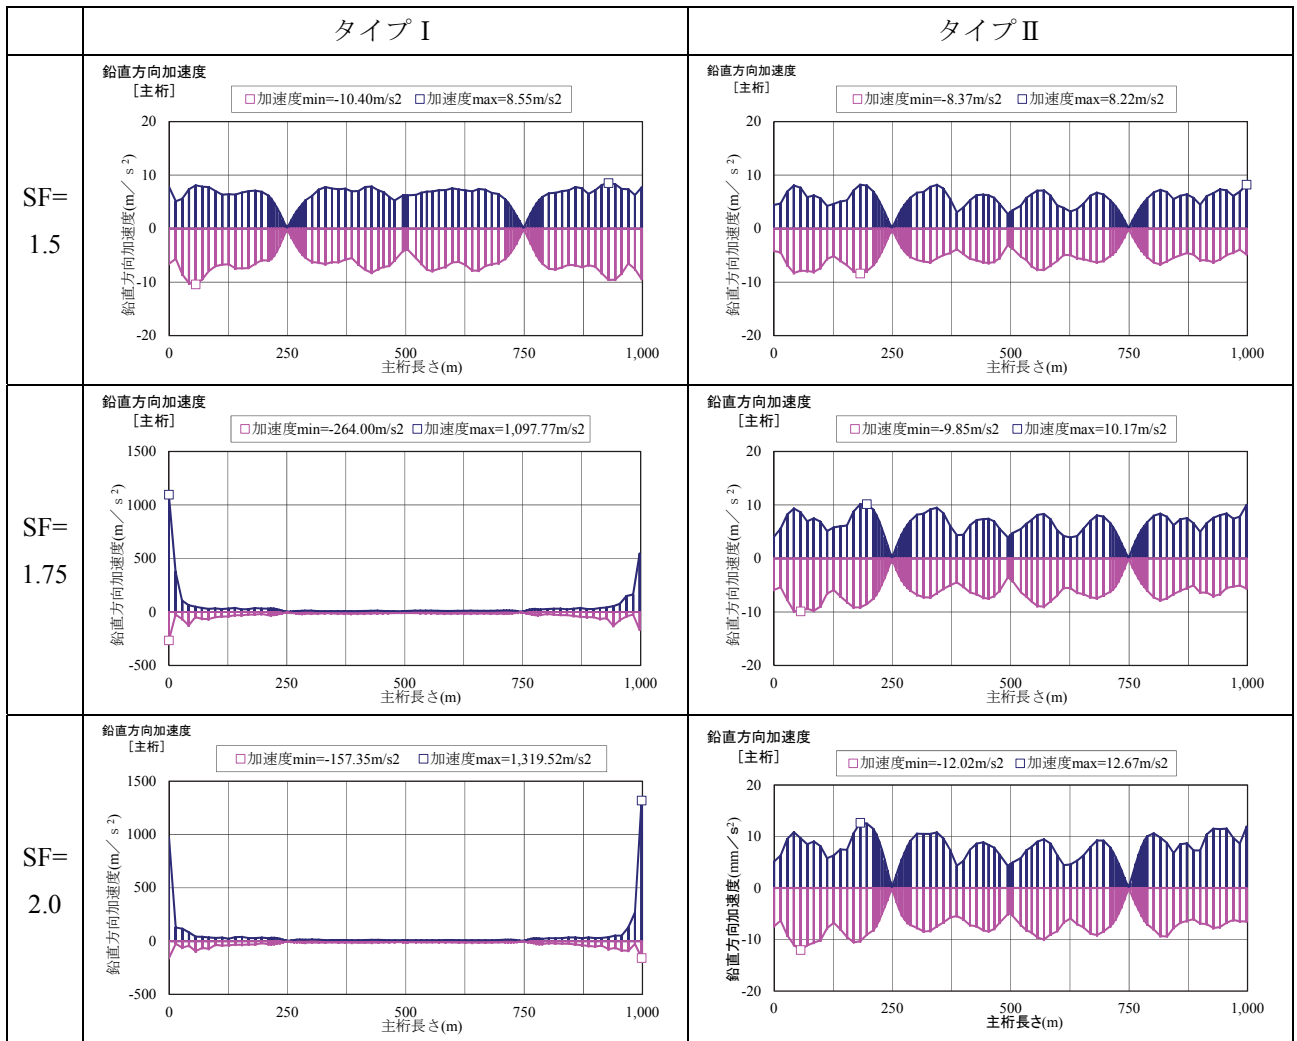 タイプ I
タイプ II
SF=
1.5
鉛直方向加速度
[主桁]
加速度min=-10.40m/s2 加速度max=8.55m/s2
鉛直方向加速度(m／ｓ²)
20
10
0
-10
-20
0 250 500 750 1,000
主桁長さ(m)
鉛直方向加速度
[主桁]
加速度min=-8.37m/s2 加速度max=8.22m/s2
鉛直方向加速度(m／ｓ²)
20
10
0
-10
-20
0 250 500 750 1,000
主桁長さ(m)
SF=
1.75
鉛直方向加速度
[主桁]
加速度min=-264.00m/s2 加速度max=1,097.77m/s2
鉛直方向加速度(m／ｓ²)
1500
1000
500
0
-500
0 250 500 750 1,000
主桁長さ(m)
鉛直方向加速度
[主桁]
加速度min=-9.85m/s2 加速度max=10.17m/s2
鉛直方向加速度(m／ｓ²)
20
10
0
-10
-20
0 250 500 750 1,000
主桁長さ(m)
SF=
2.0
鉛直方向加速度
[主桁]
加速度min=-157.35m/s2 加速度max=1,319.52m/s2
鉛直方向加速度(m／ｓ²)
1500
1000
500
0
-500
0 250 500 750 1,000
主桁長さ(m)
鉛直方向加速度
[主桁]
加速度min=-12.02m/s2 加速度max=12.67m/s2
鉛直方向加速度(mm／s²)
20
10
0
-10
-20
0 250 500 750 1,000
主桁長さ(m)